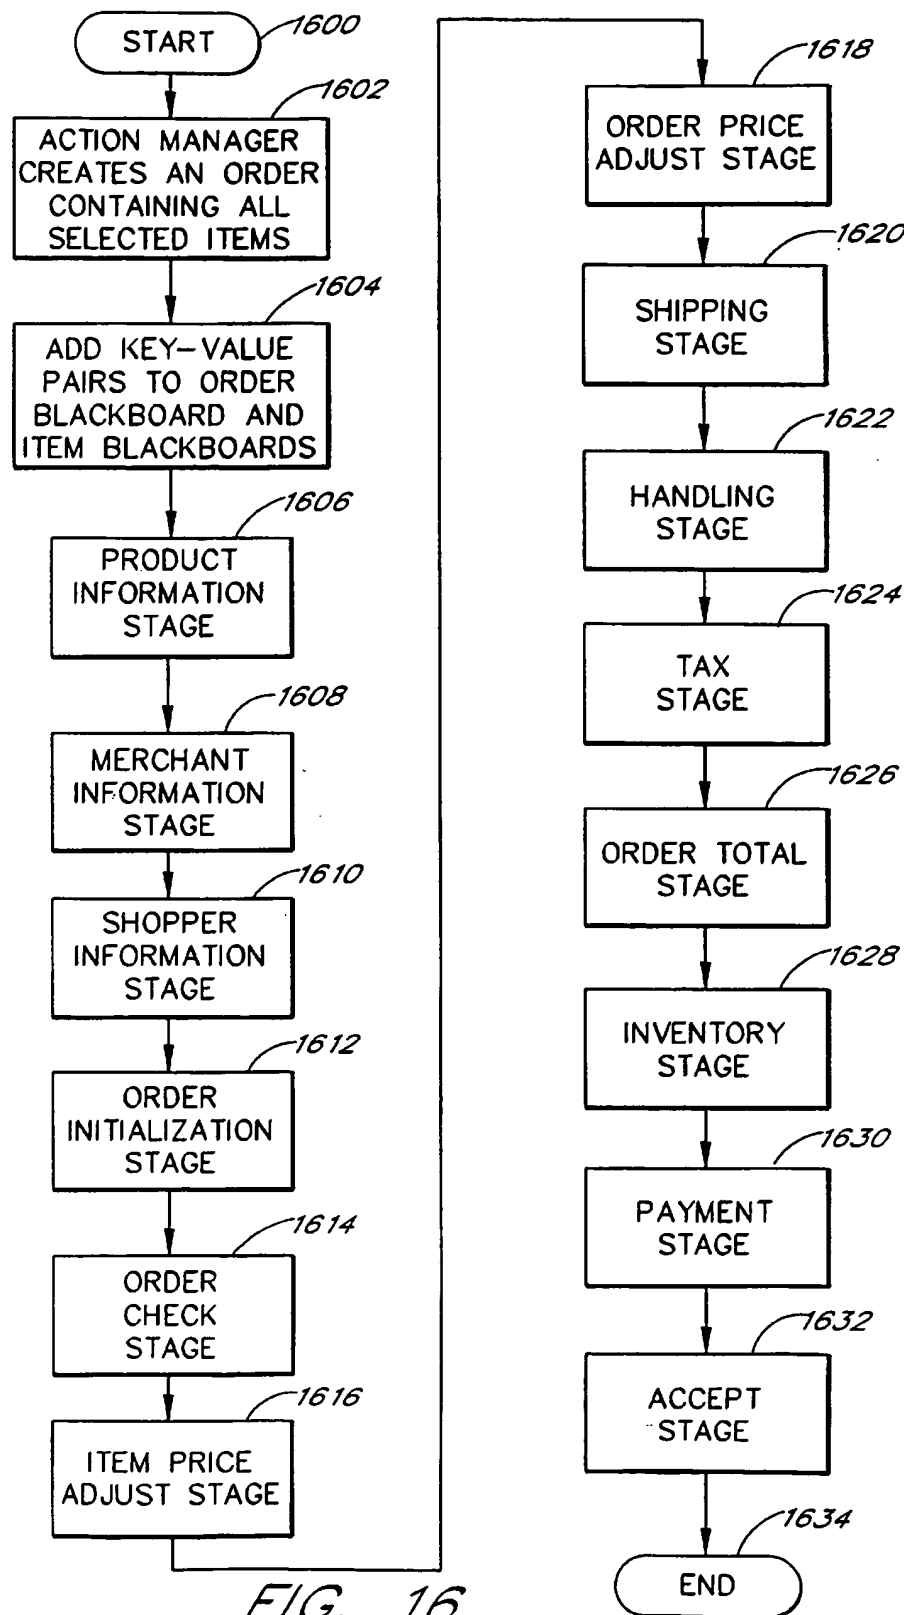 START
1600
1602
ACTION MANAGER
CREATES AN ORDER
CONTAINING ALL
SELECTED ITEMS
1604
ADD KEY-VALUE
PAIRS TO ORDER
BLACKBOARD AND
ITEM BLACKBOARDS
1606
PRODUCT
INFORMATION
STAGE
1608
MERCHANT
INFORMATION
STAGE
1610
SHOPPER
INFORMATION
STAGE
1612
ORDER
INITIALIZATION
STAGE
1614
ORDER
CHECK
STAGE
1616
ITEM PRICE
ADJUST STAGE
1618
ORDER PRICE
ADJUST STAGE
1620
SHIPPING
STAGE
1622
HANDLING
STAGE
1624
TAX
STAGE
1626
ORDER TOTAL
STAGE
1628
INVENTORY
STAGE
1630
PAYMENT
STAGE
1632
ACCEPT
STAGE
1634
END
FIG. 16